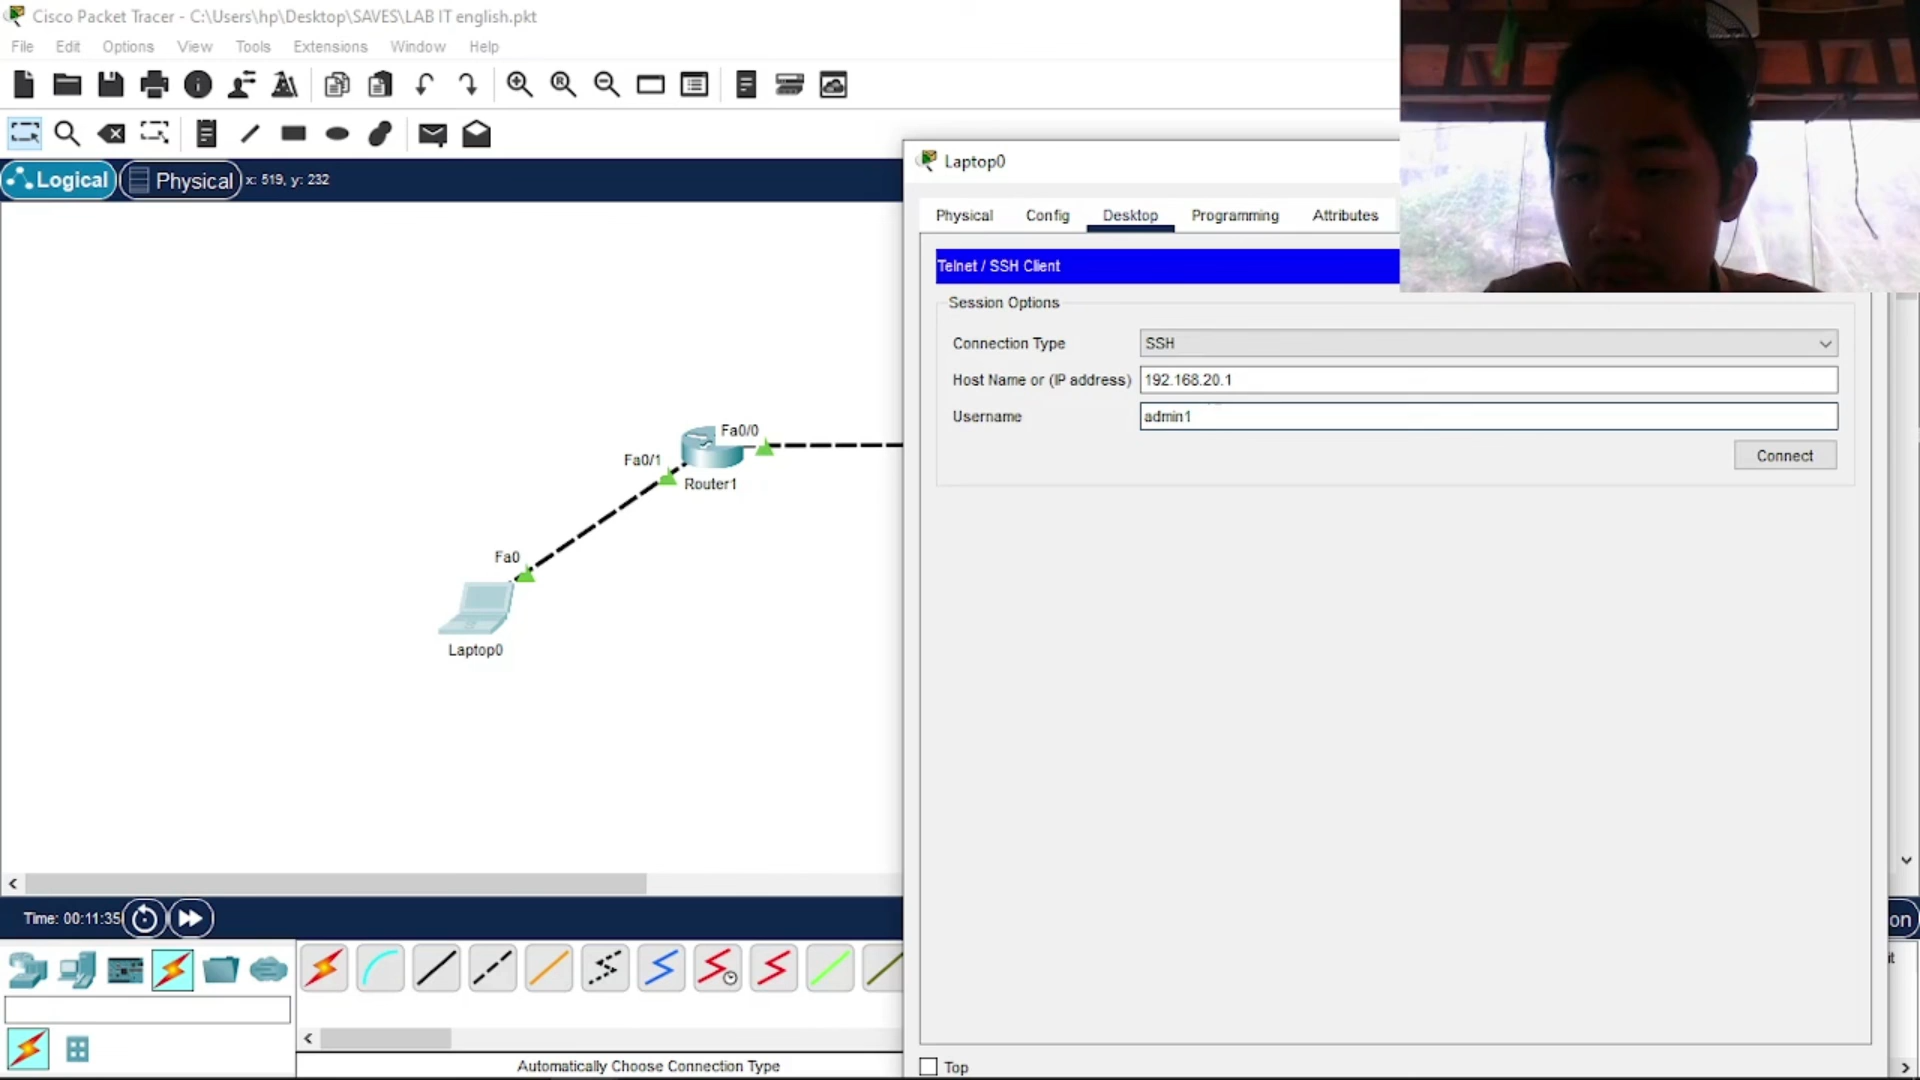 Cisco Packet Tracer - C:\Users\hp\Desktop\SAVES\LAB IT english.pkt
File Edit Options View Tools Extensions Window Help
Logical Physical x: 519, y: 232
Laptop0
Physical Config Desktop Programming Attributes
Telnet / SSH Client
Session Options
Connection Type SSH
Host Name or (IP address) 192.168.20.1
Username admin1
Connect
Fa0/0
Fa0/1
Router1
Fa0
Laptop0
Time: 00:11:35
on
it
Automatically Choose Connection Type
Top